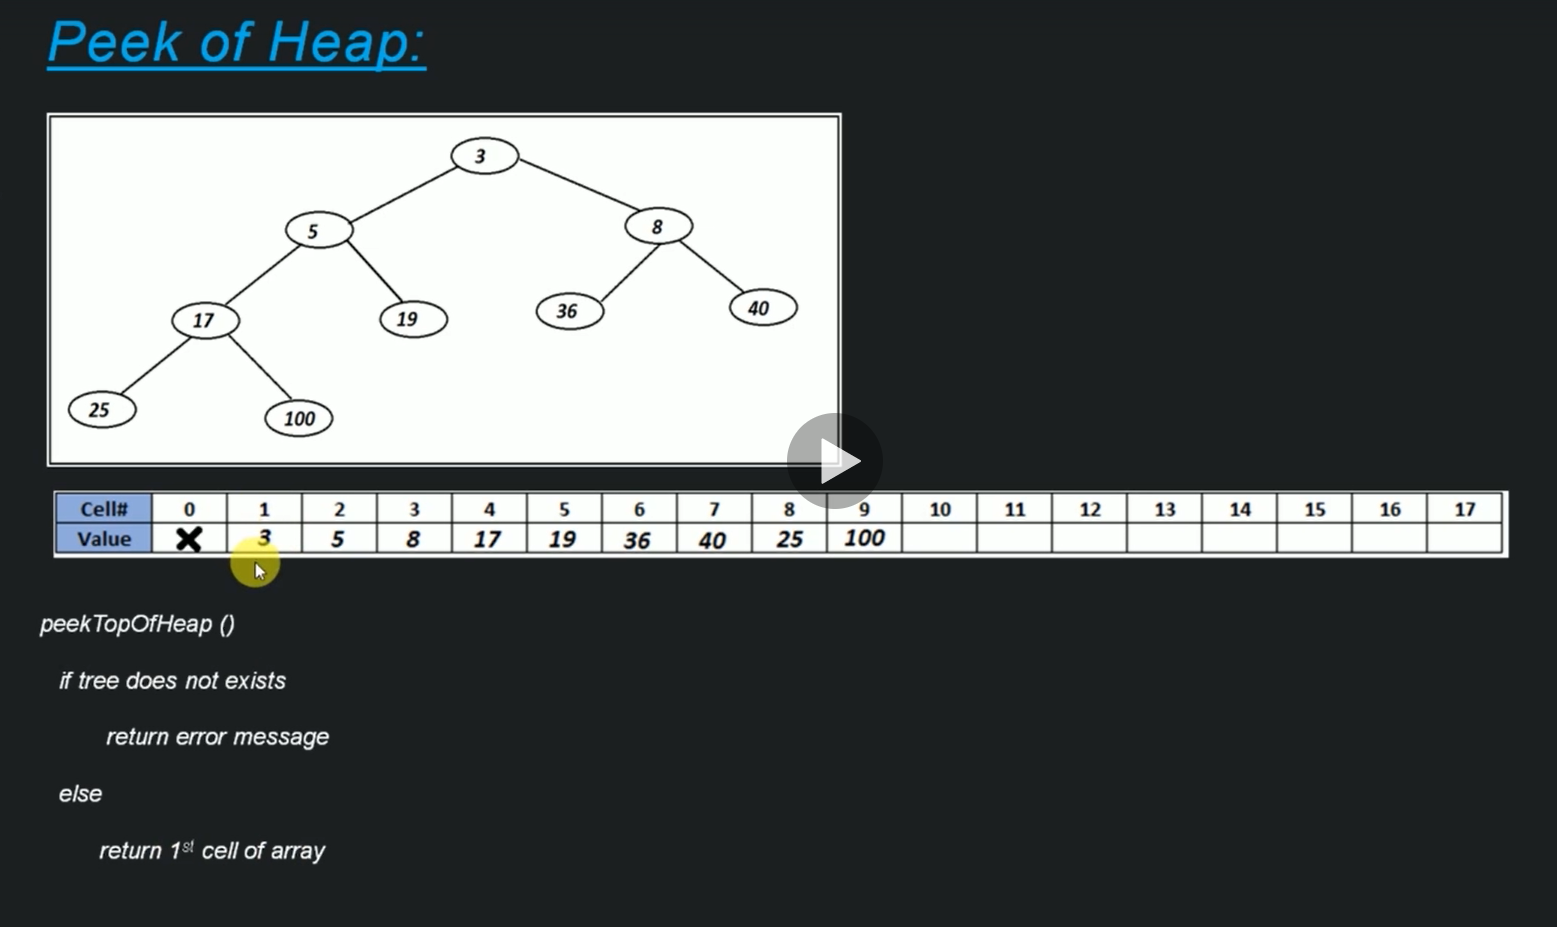 Peek of Heap:
3
5 8
17 19 36 40
25 100
Cell# 0 1 2 3 4 5 6 7 8 9 10 11 12 13 14 15 16 17
Value ✕ 3 5 8 17 19 36 40 25 100
peekTopOfHeap ()
if tree does not exists
return error message
else
return 1st cell of array